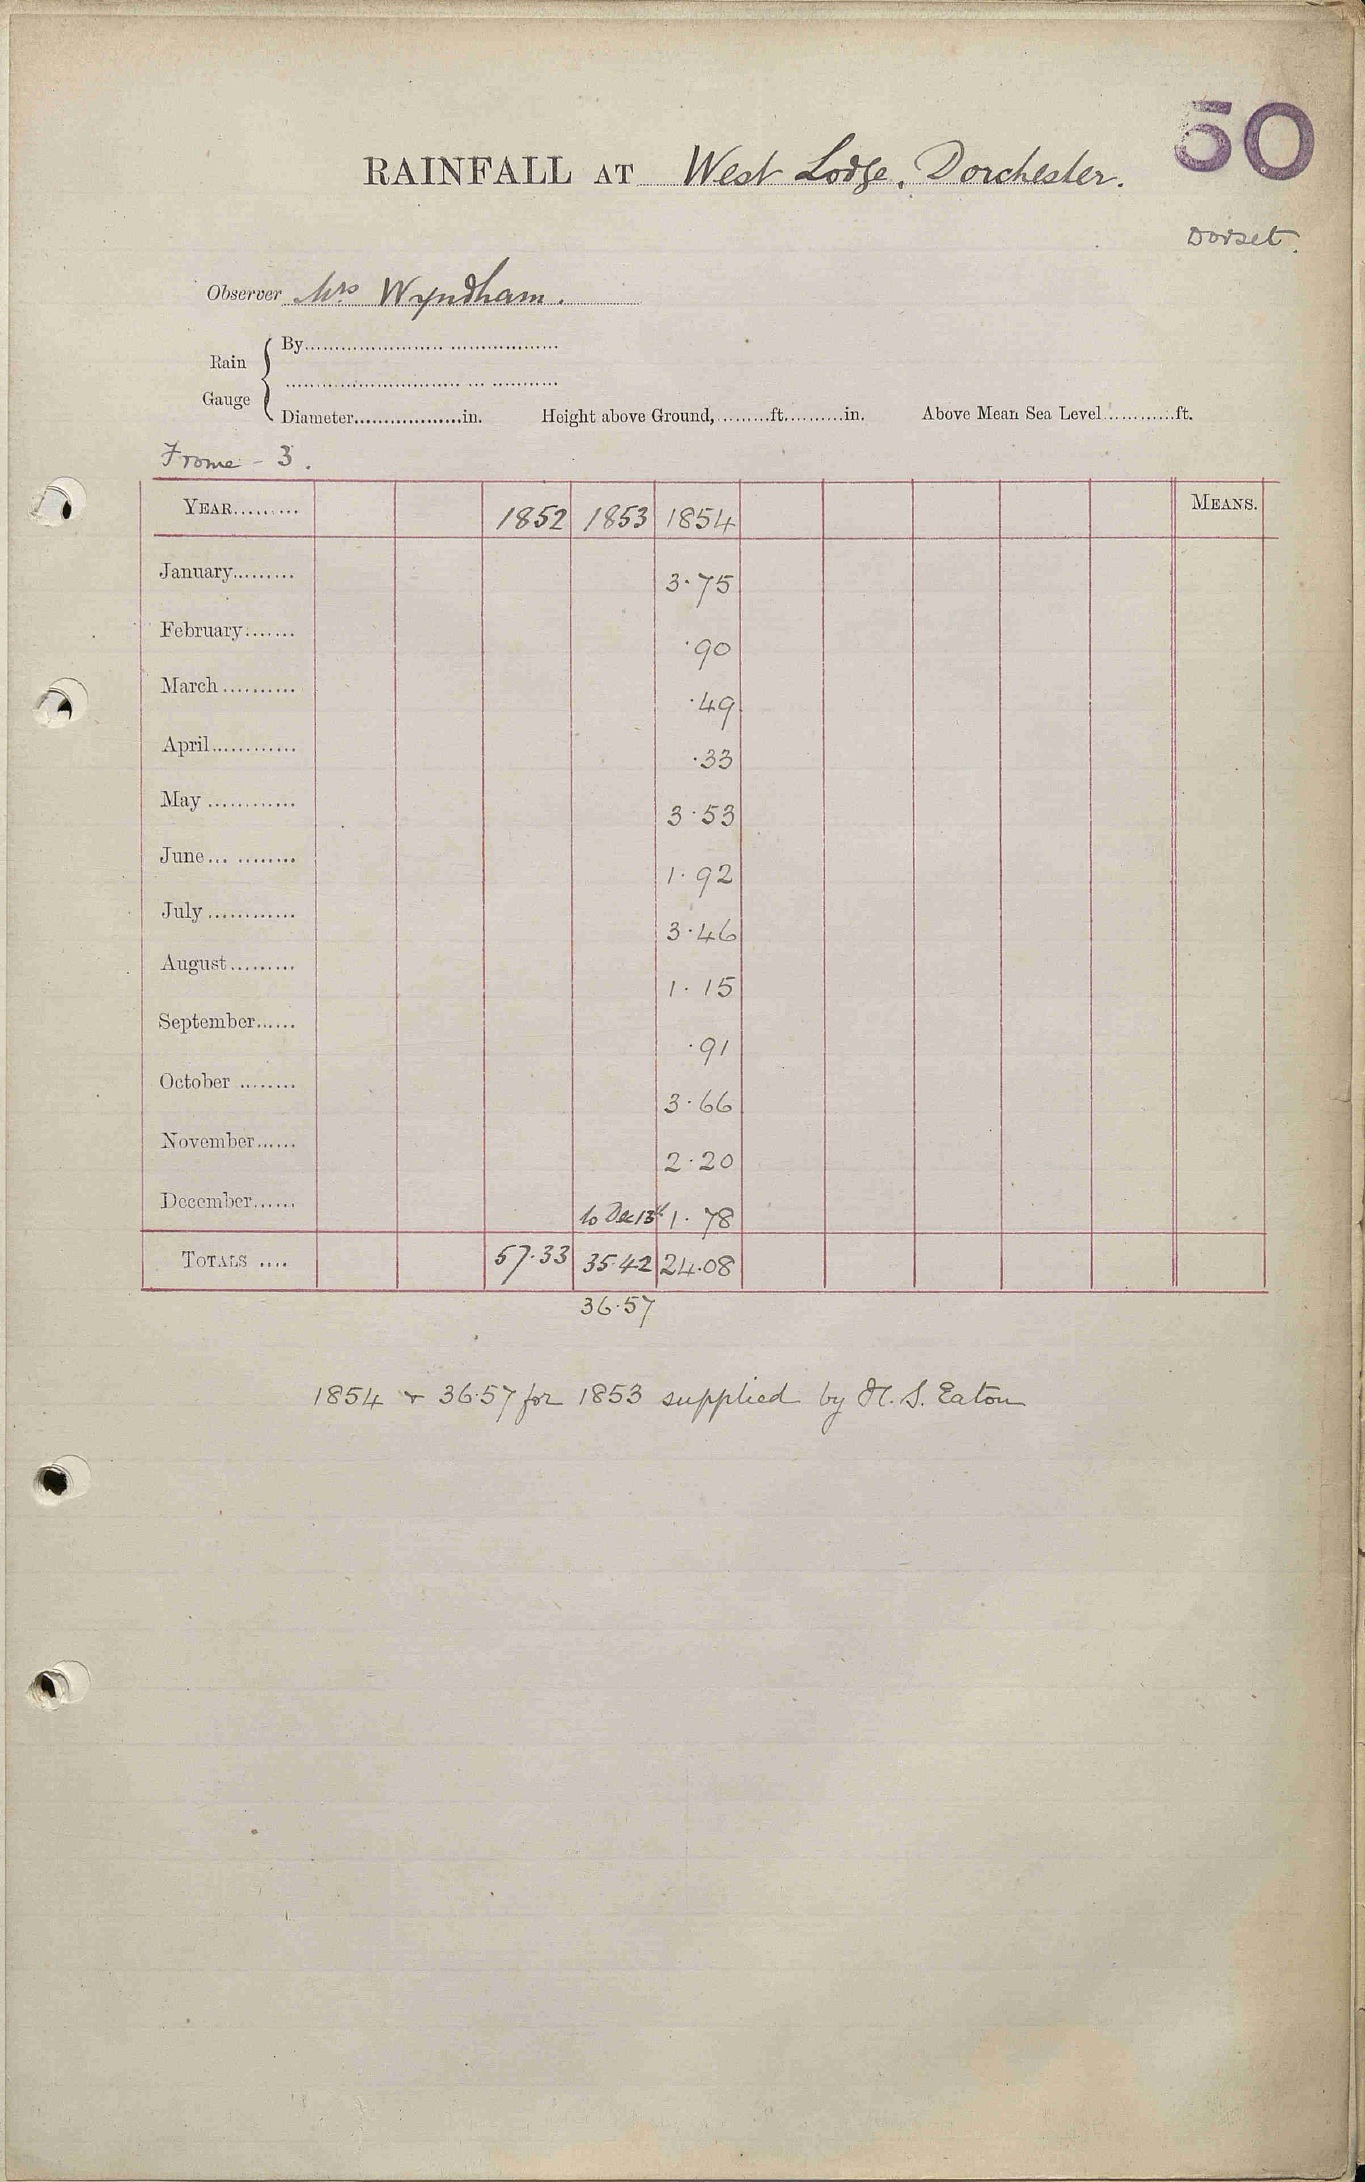 50
RAINFALL AT West Lodge. Dorchester.
Dorset.
Observer Mrs Wyndham.
Rain Gauge
By
Diameter..................in. Height above Ground, .........ft..........in. Above Mean Sea Level............ft.
Frome - 3.
YEAR......... 1852 1853 1854 MEANS.
January......... 3.75
February....... .90
March.......... .49
April............ .33
May ............ 3.53
June... ........ 1.92
July............ 3.46
August......... 1.15
September...... .91
October ........ 3.66
November...... 2.20
December...... to Dec 13th 1.78
TOTALS .... 57.33 35.42 24.08
36.57
1854 & 36.57 for 1853 supplied by H. S. Eaton